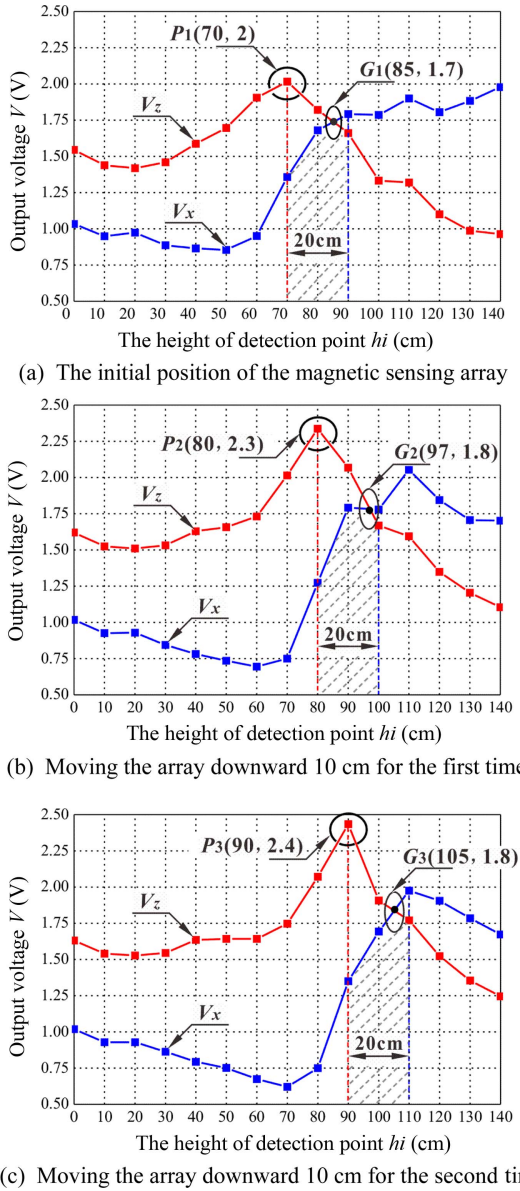 P1(70, 2)
G1(85, 1.7)
Vz
Vx
20cm
Output voltage V (V)
2.50
2.25
2.00
1.75
1.50
1.25
1.00
0.75
0.50
0 10 20 30 40 50 60 70 80 90 100 110 120 130 140
The height of detection point hi (cm)
(a) The initial position of the magnetic sensing array
P2(80, 2.3)
G2(97, 1.8)
Vz
Vx
20cm
Output voltage V (V)
2.50
2.25
2.00
1.75
1.50
1.25
1.00
0.75
0.50
0 10 20 30 40 50 60 70 80 90 100 110 120 130 140
The height of detection point hi (cm)
(b) Moving the array downward 10 cm for the first time
P3(90, 2.4)
G3(105, 1.8)
Vz
Vx
20cm
Output voltage V (V)
2.50
2.25
2.00
1.75
1.50
1.25
1.00
0.75
0.50
0 10 20 30 40 50 60 70 80 90 100 110 120 130 140
The height of detection point hi (cm)
(c) Moving the array downward 10 cm for the second tin